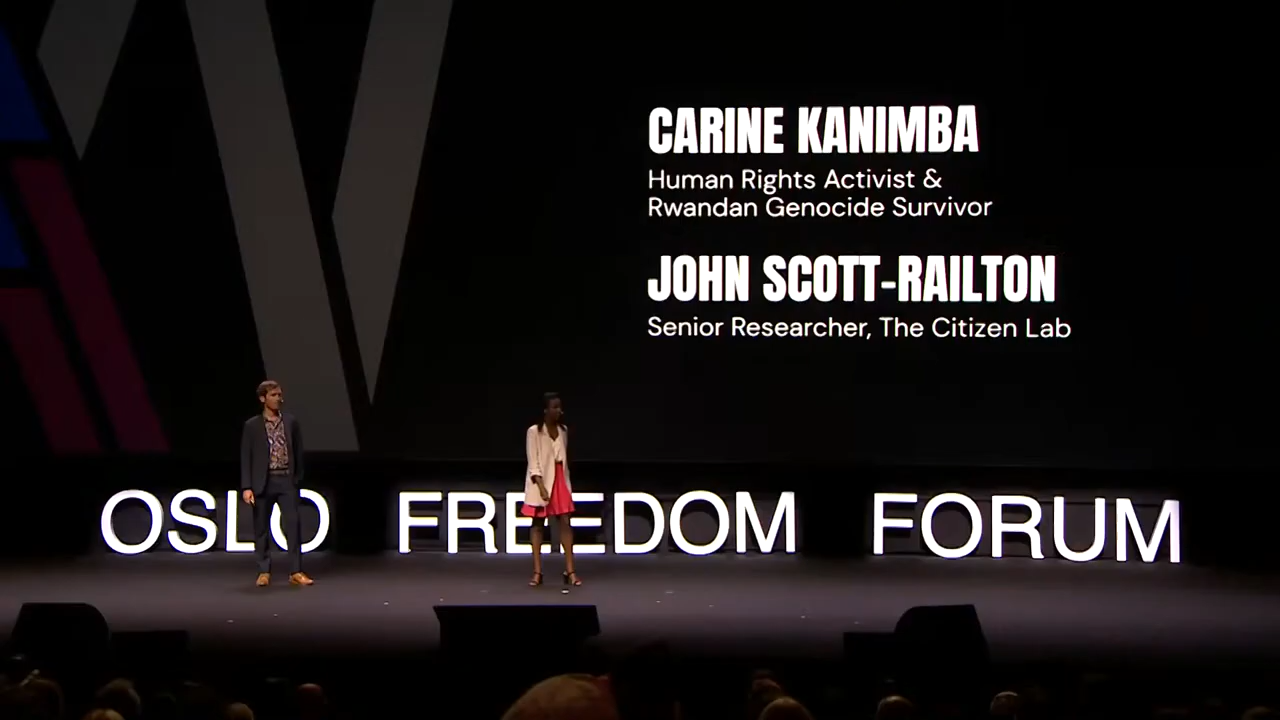 CARINE KANIMBA
Human Rights Activist &
Rwandan Genocide Survivor
JOHN SCOTT-RAILTON
Senior Researcher, The Citizen Lab
OSLO FREEDOM FORUM